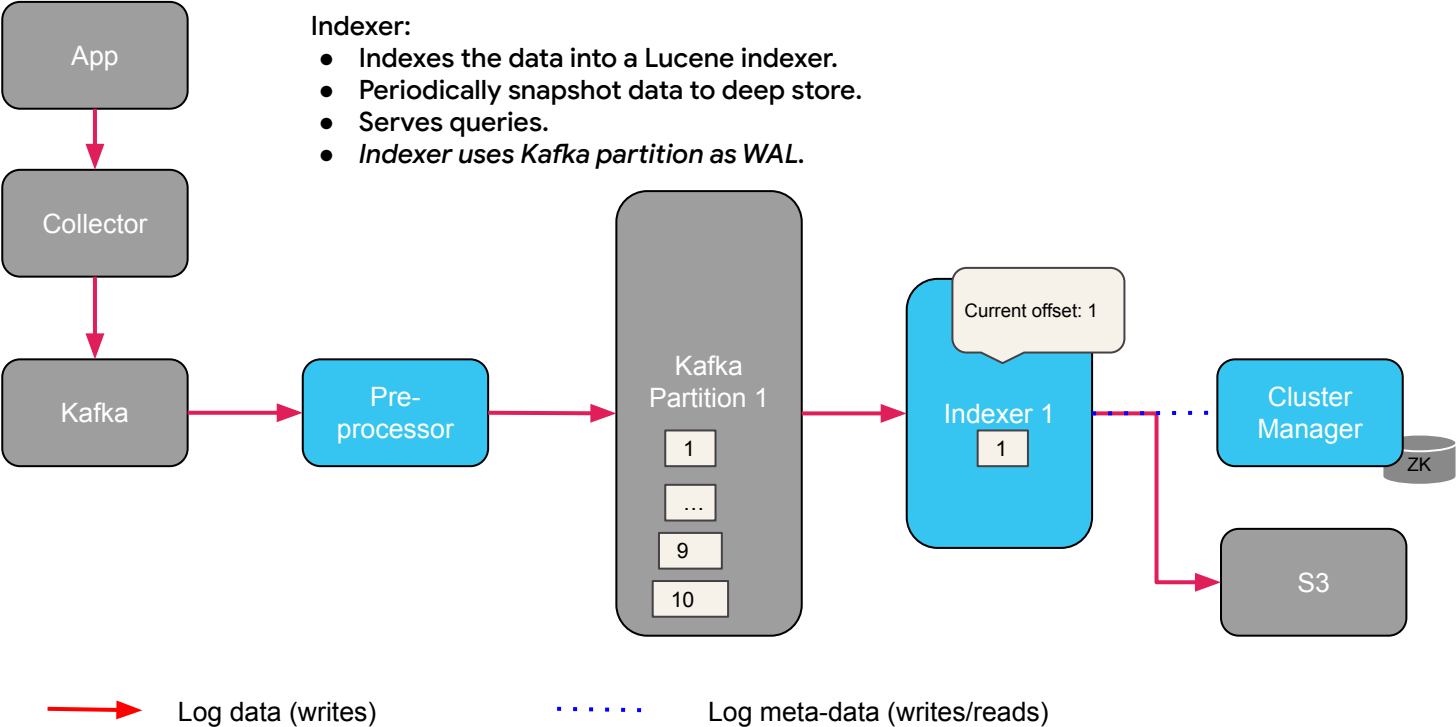 App
Indexer:
● Indexes the data into a Lucene indexer.
● Periodically snapshot data to deep store.
● Serves queries.
● Indexer uses Kafka partition as WAL.
Collector
Kafka
Pre-
processor
Kafka
Partition 1
1
...
9
10
Current offset: 1
Indexer 1
1
Cluster
Manager
ZK
S3
Log data (writes)
Log meta-data (writes/reads)